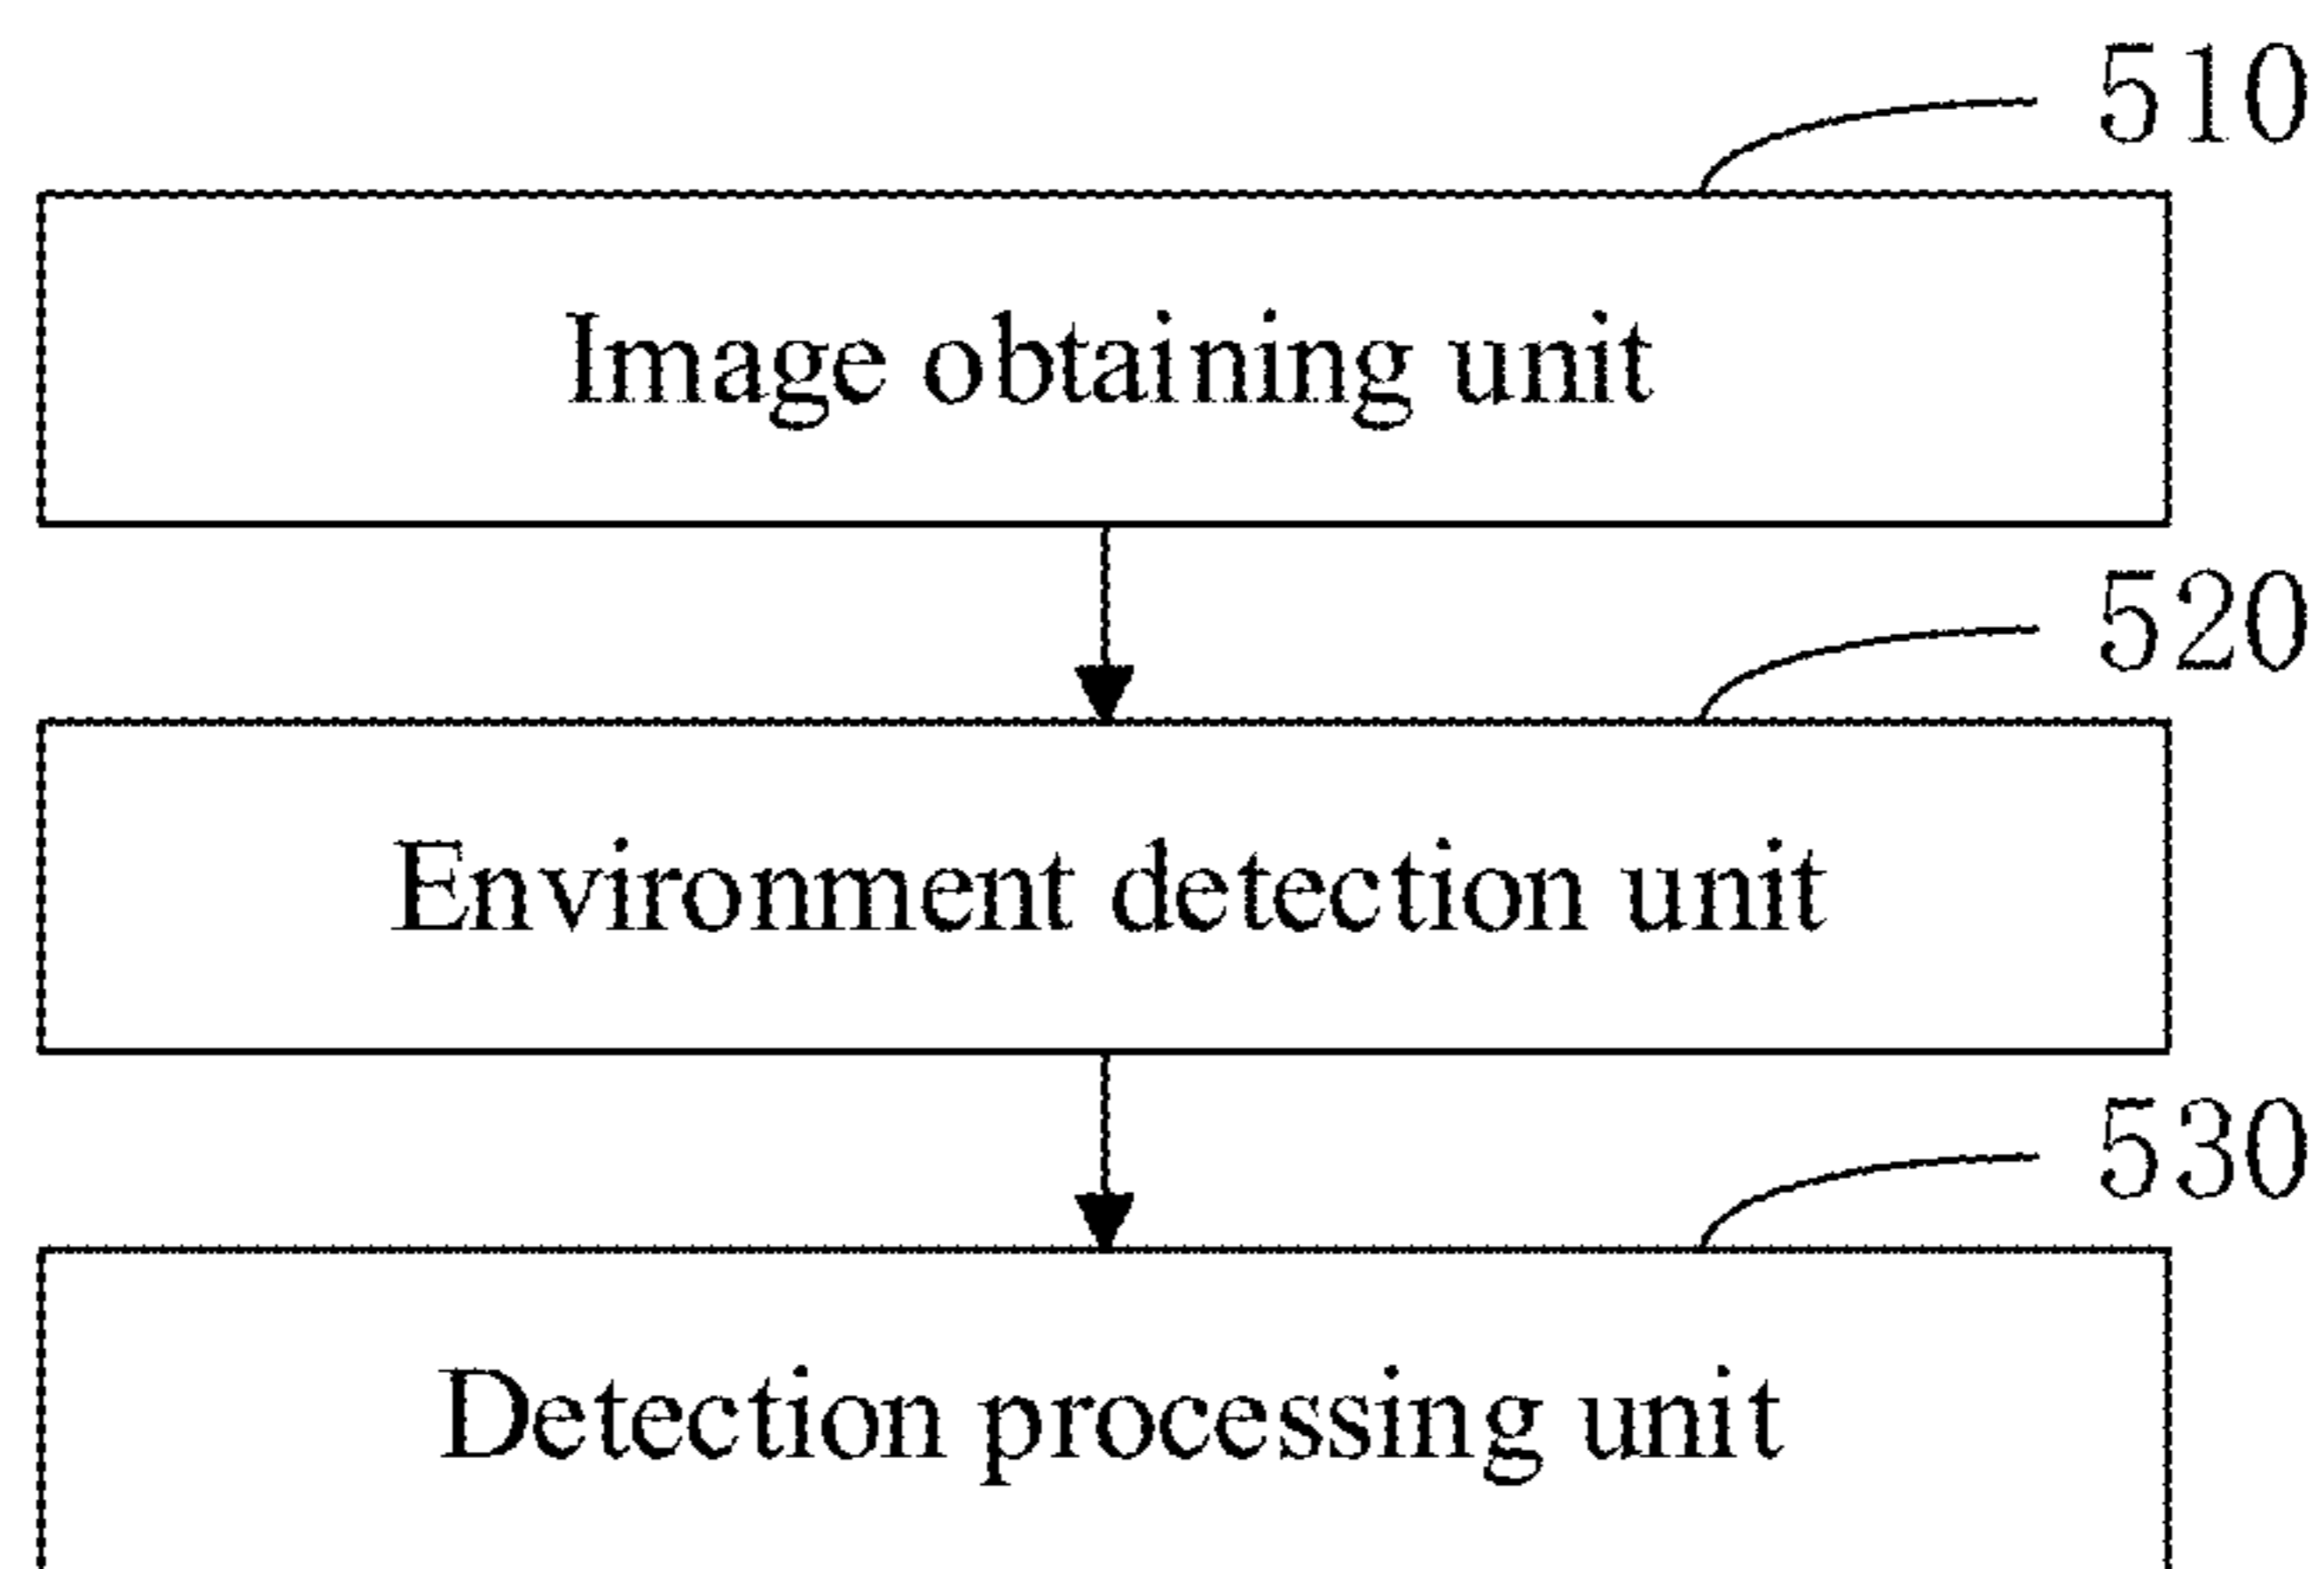 510
Image obtaining unit
520
Environment detection unit
530
Detection processing unit